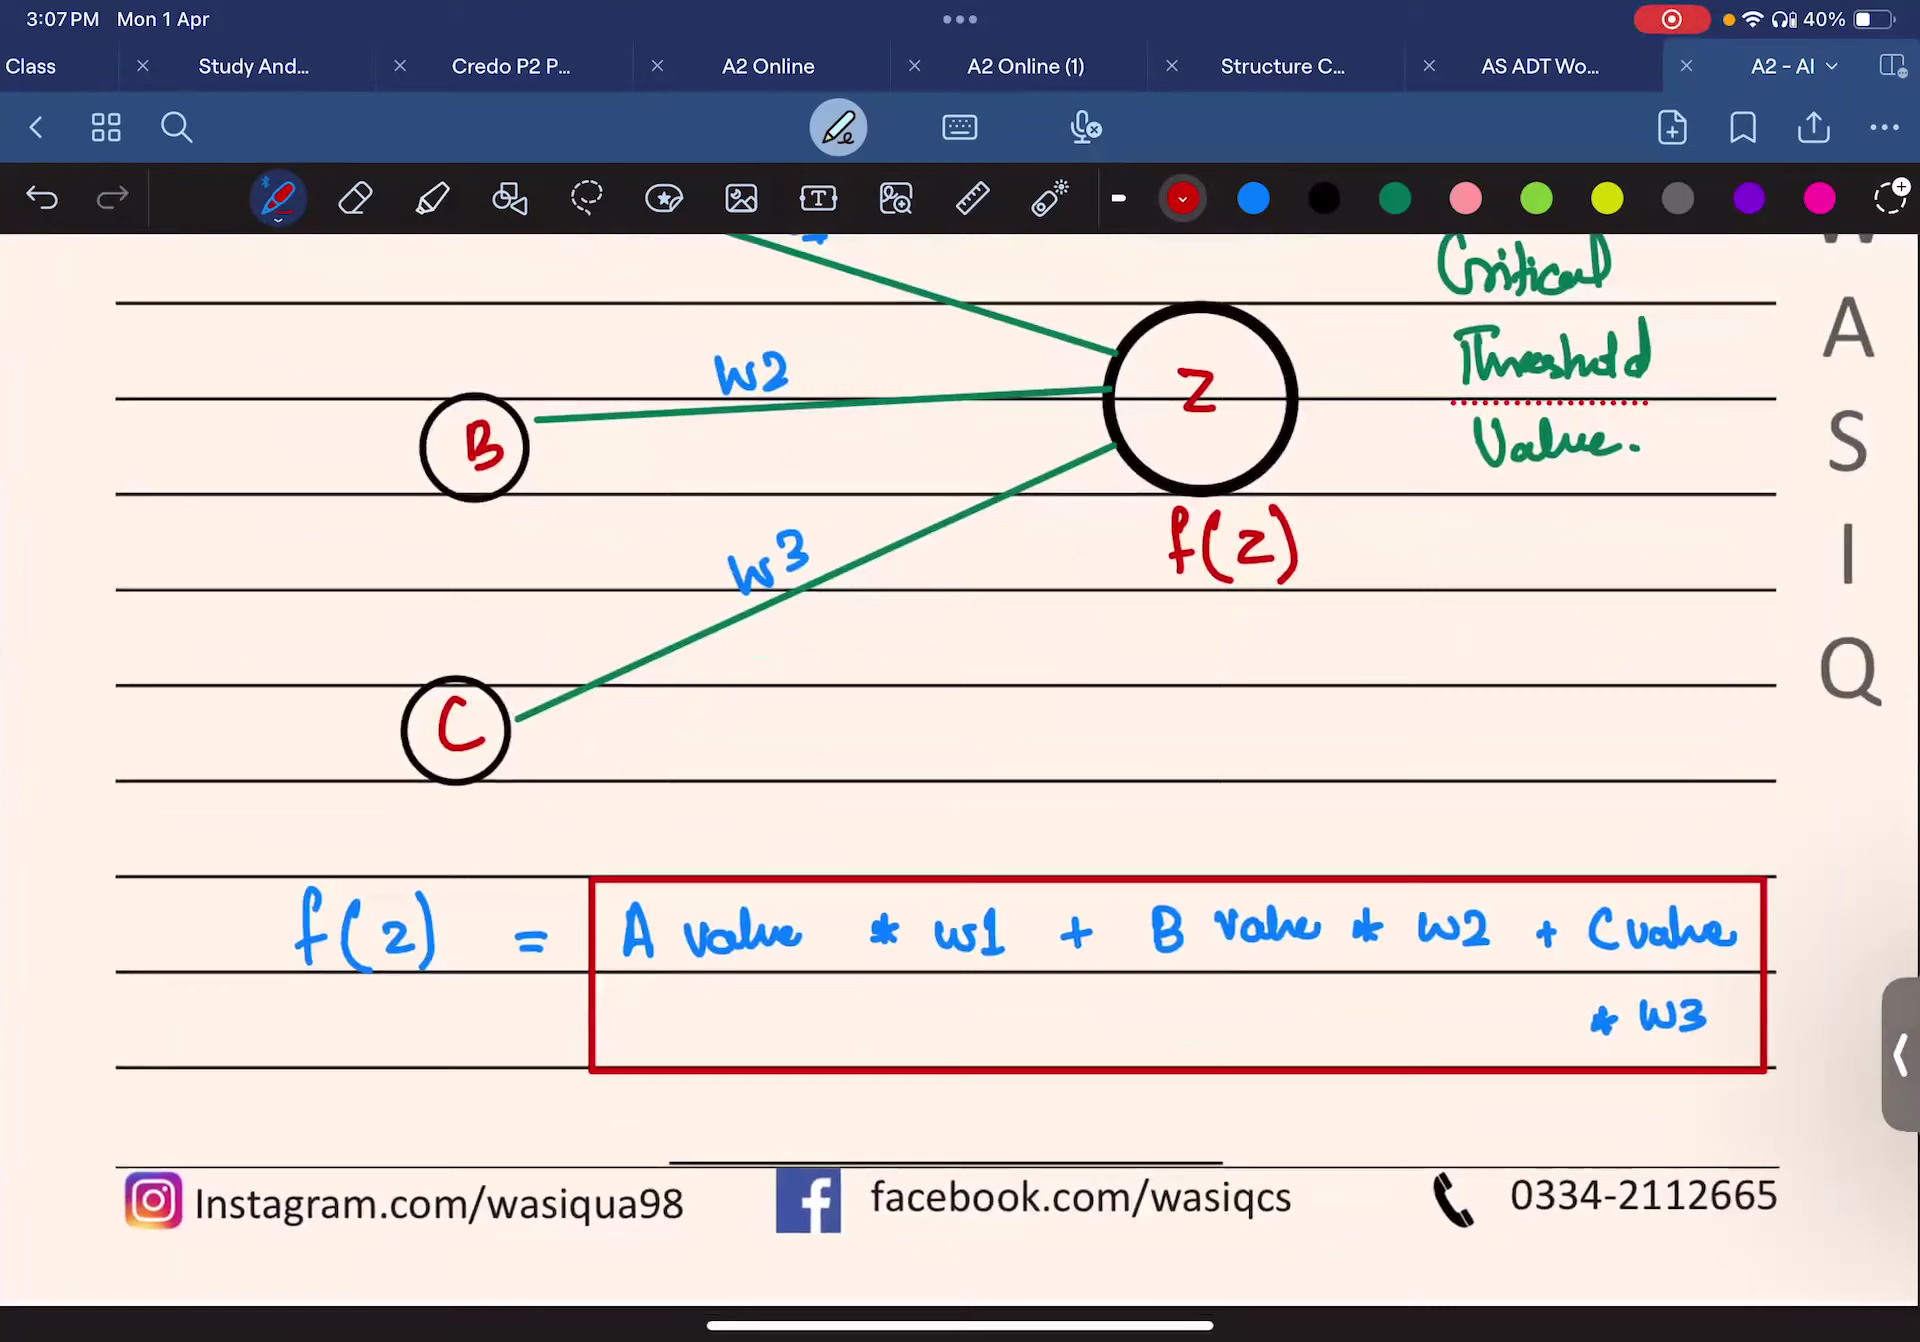 3:07 PM Mon 1 Apr
40%
Class
Study And...
Credo P2 P...
A2 Online
A2 Online (1)
Structure C...
AS ADT Wo...
A2 - AI
Critical
Threshold
Value.
A
S
I
Q
w2
Z
B
f(z)
w3
C
f(z) = A value * w1 + B value * w2 + C value
* w3
Instagram.com/wasiqua98
facebook.com/wasiqcs
0334-2112665